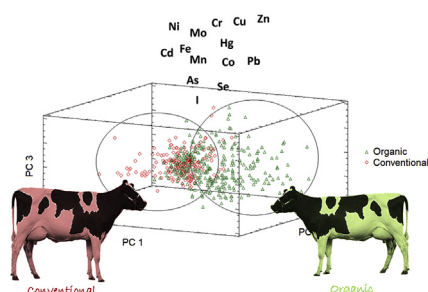 Ni Mo Cr Cu Zn
Cd Fe Mn Hg Co Pb
As Se
I
Organic
Conventional
PC 3
PC 1
Conventional
Organic